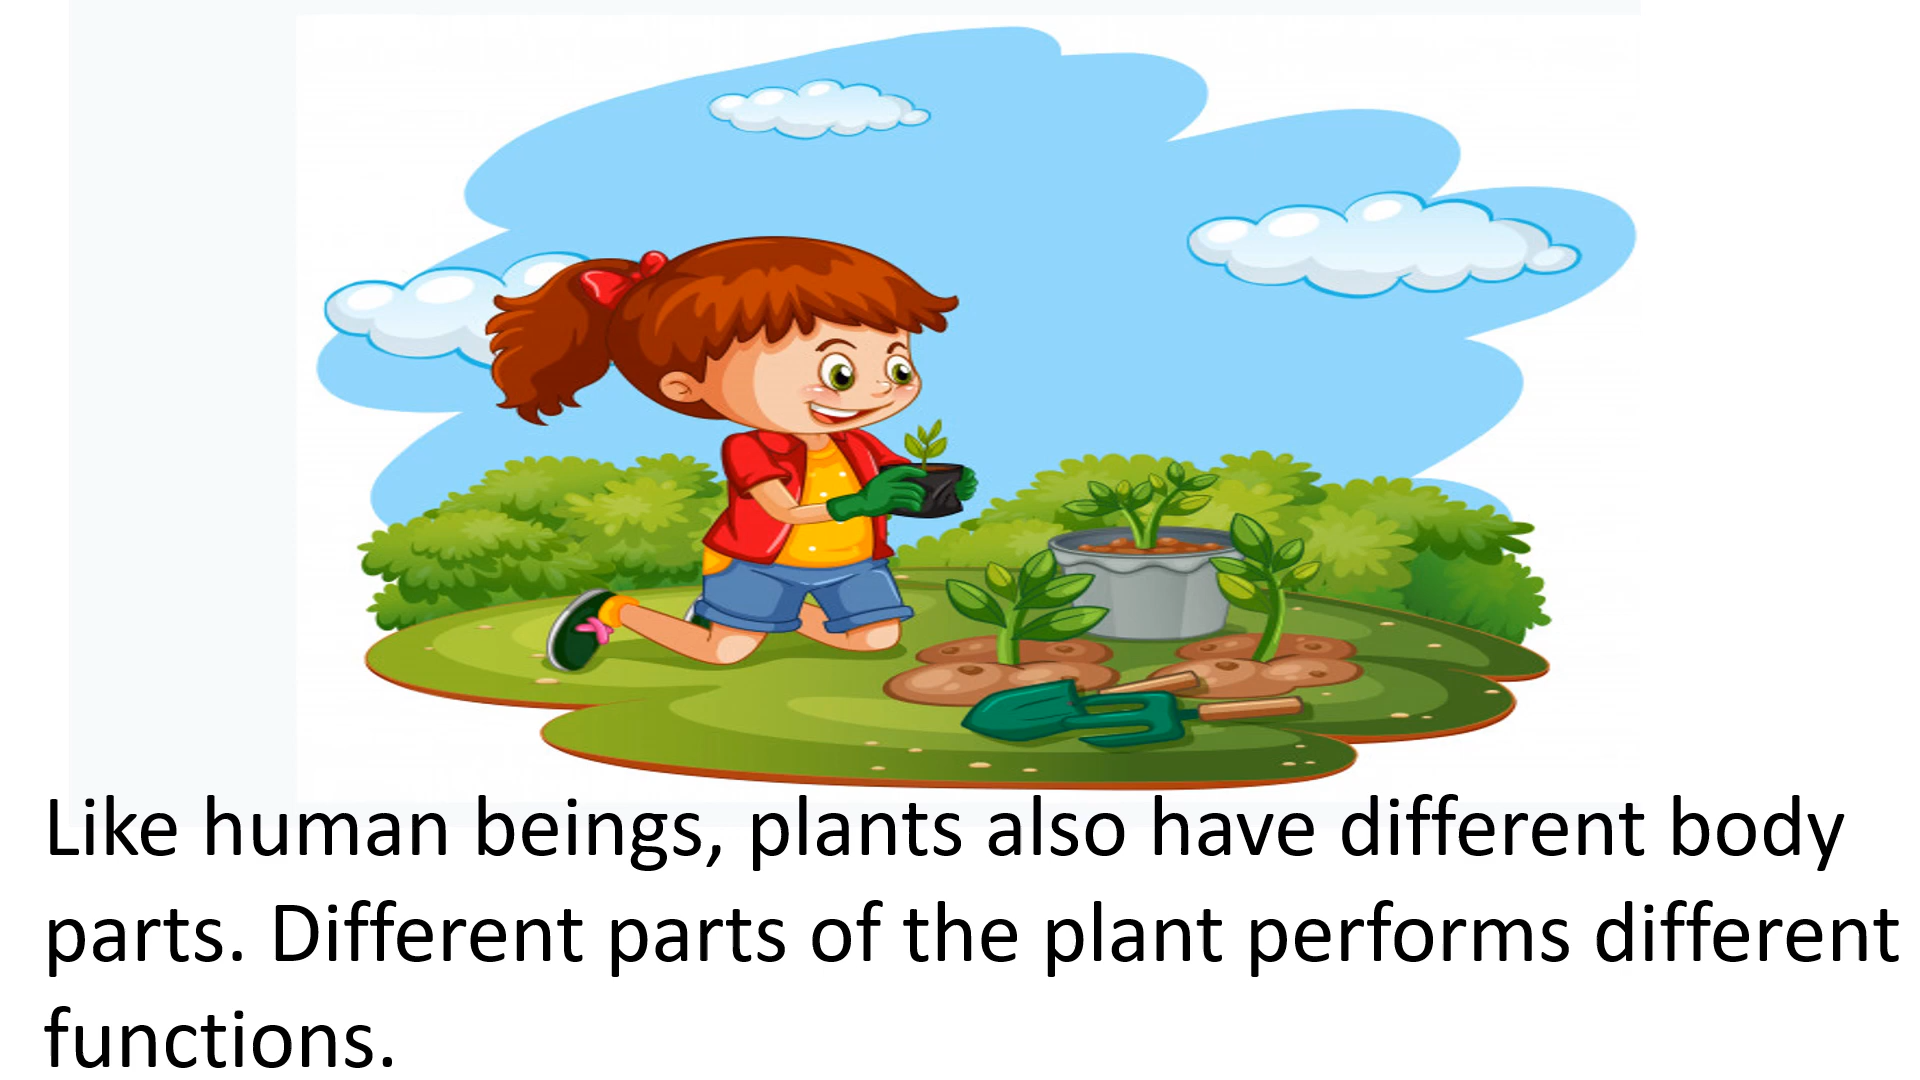 Like human beings, plants also have different body
parts. Different parts of the plant performs different
functions.